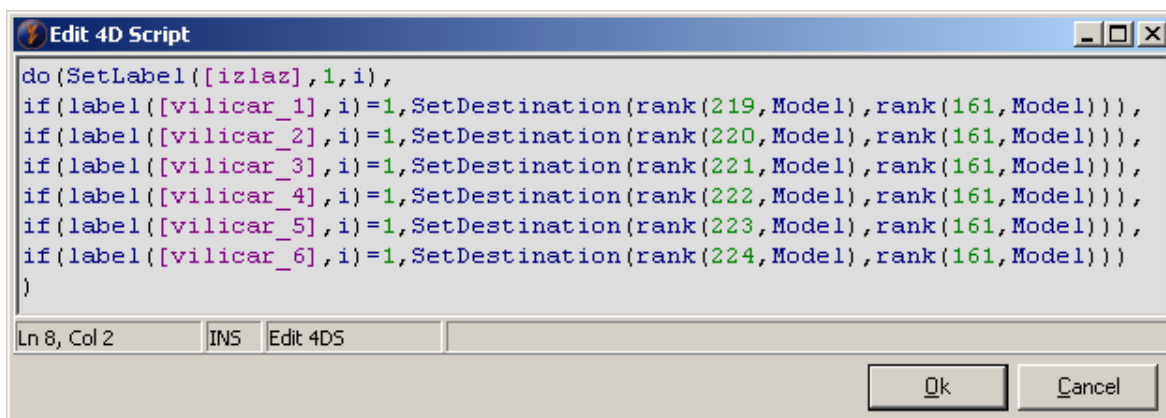 Edit 4D Script
do(SetLabel([izlaz],1,i),
if(label([vilicar_1],i)=1,SetDestination(rank(219,Model),rank(161,Model))),
if(label([vilicar_2],i)=1,SetDestination(rank(220,Model),rank(161,Model))),
if(label([vilicar_3],i)=1,SetDestination(rank(221,Model),rank(161,Model))),
if(label([vilicar_4],i)=1,SetDestination(rank(222,Model),rank(161,Model))),
if(label([vilicar_5],i)=1,SetDestination(rank(223,Model),rank(161,Model))),
if(label([vilicar_6],i)=1,SetDestination(rank(224,Model),rank(161,Model)))
)
Ln 8, Col 2 INS Edit 4DS
Ok Cancel